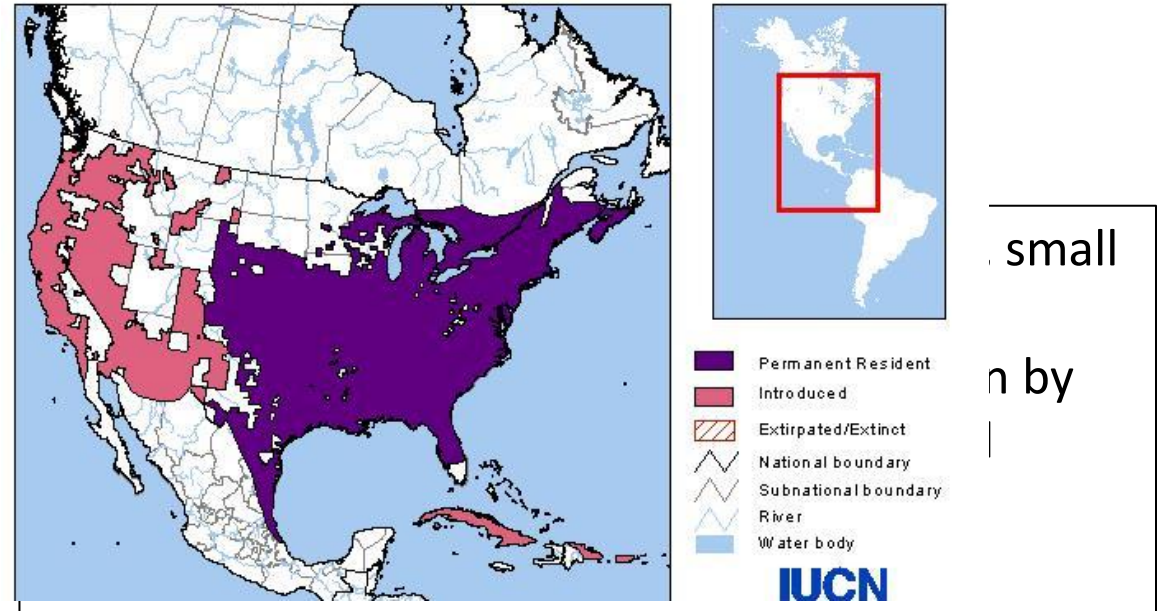 small
by
Permanent Resident
Introduced
Extirpated/Extinct
National boundary
Subnational boundary
River
Water body
IUCN